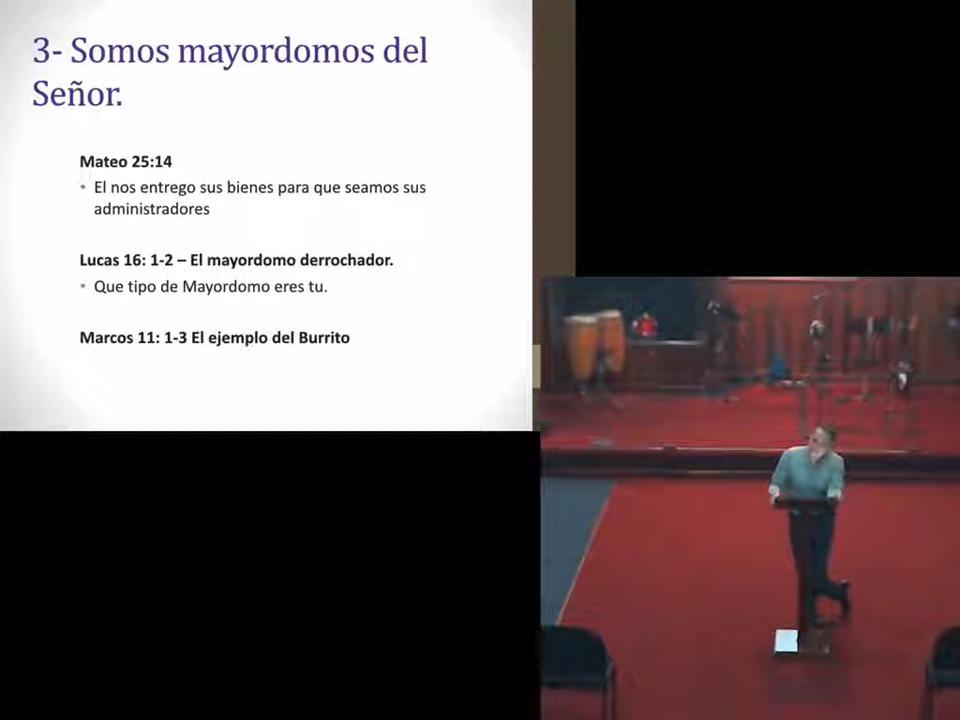 3- Somos mayordomos del
Señor.
Mateo 25:14
• El nos entrego sus bienes para que seamos sus
administradores
Lucas 16: 1-2 – El mayordomo derrochador.
• Que tipo de Mayordomo eres tu.
Marcos 11: 1-3 El ejemplo del Burrito